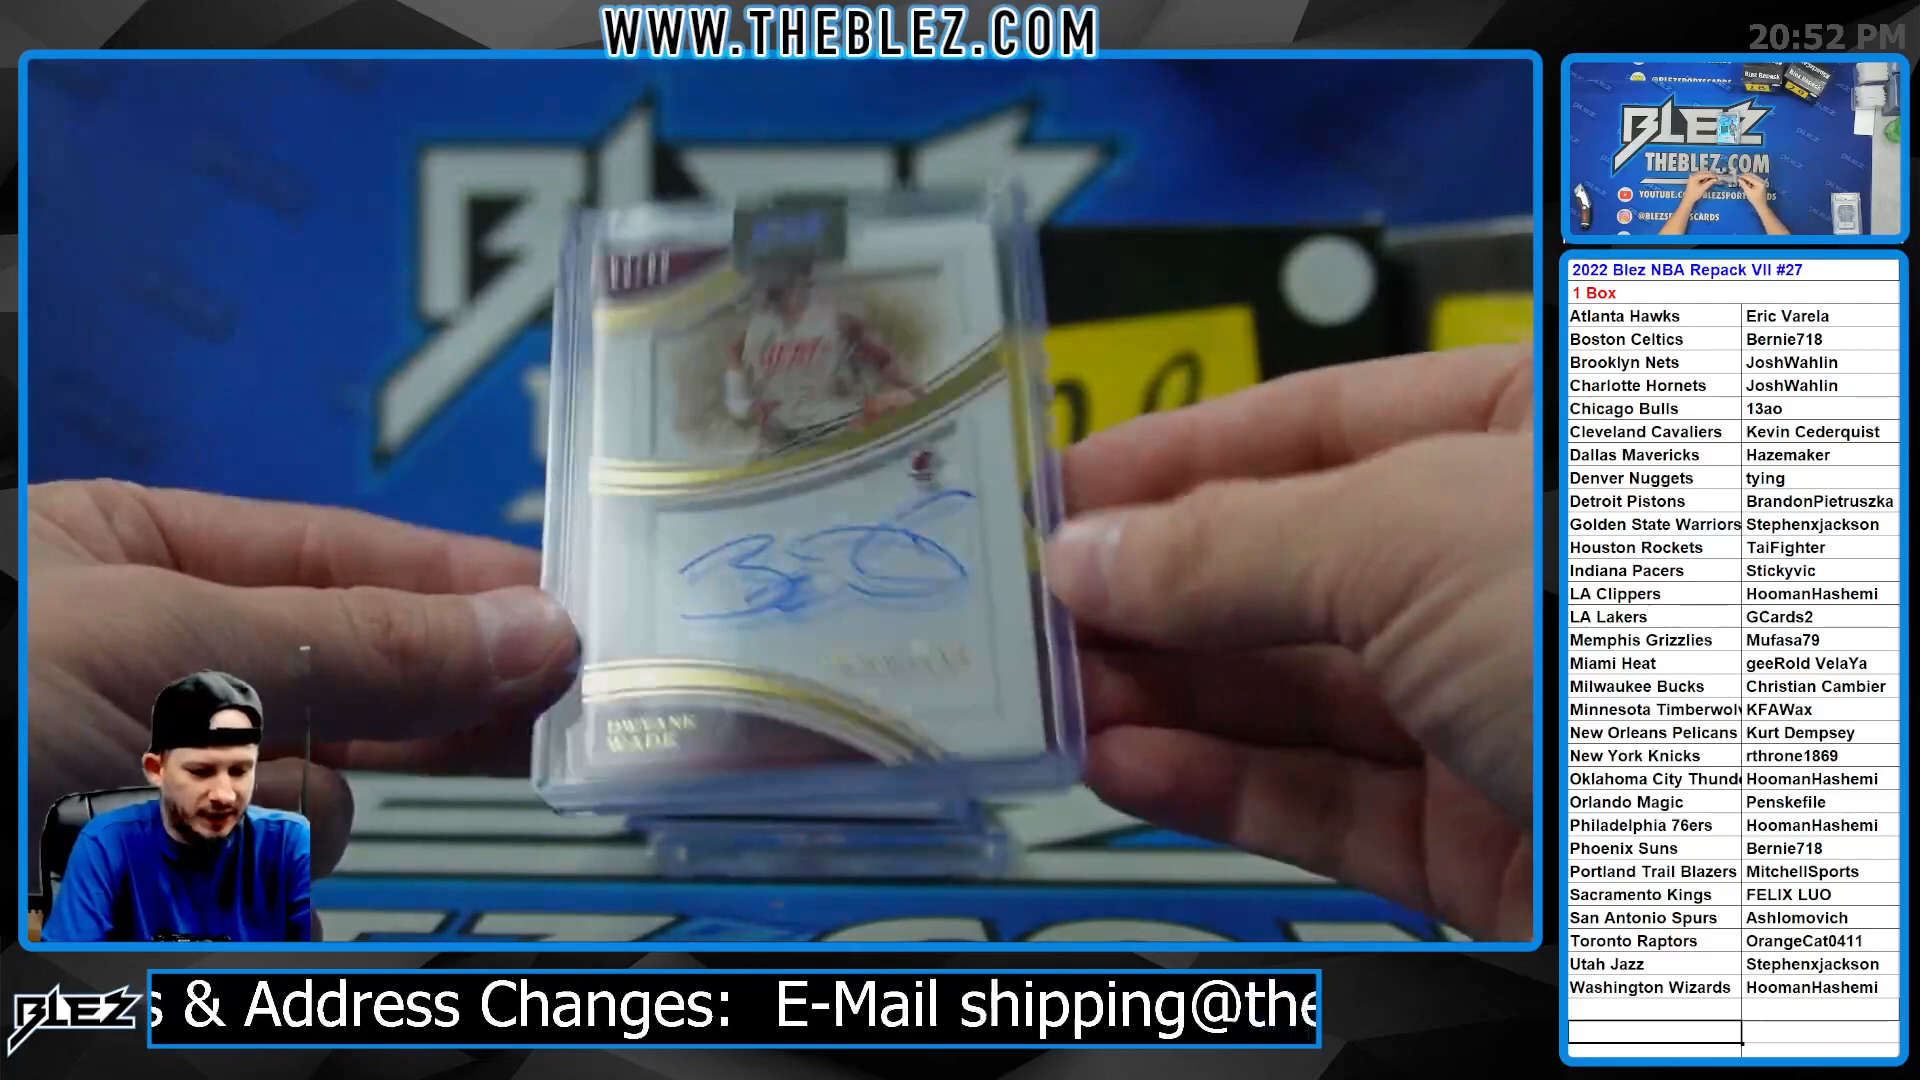 WWW.THEBLEZ.COM
20:52 PM
HEAT
DWYANE
WADE
BLEZ
THEBLEZ.COM
@BLEZSPORTSCARDS
2022 Blez NBA Repack VII #27
1 Box
Atlanta Hawks Eric Varela
Boston Celtics Bernie718
Brooklyn Nets JoshWahlin
Charlotte Hornets JoshWahlin
Chicago Bulls 13ao
Cleveland Cavaliers Kevin Cederquist
Dallas Mavericks Hazemaker
Denver Nuggets tying
Detroit Pistons BrandonPietruszka
Golden State Warriors Stephenxjackson
Houston Rockets TaiFighter
Indiana Pacers Stickyvic
LA Clippers HoomanHashemi
LA Lakers GCards2
Memphis Grizzlies Mufasa79
Miami Heat geeRold VelaYa
Milwaukee Bucks Christian Cambier
Minnesota Timberwolv KFAWax
New Orleans Pelicans Kurt Dempsey
New York Knicks rthrone1869
Oklahoma City Thunde HoomanHashemi
Orlando Magic Penskefile
Philadelphia 76ers HoomanHashemi
Phoenix Suns Bernie718
Portland Trail Blazers MitchellSports
Sacramento Kings FELIX LUO
San Antonio Spurs Ashlomovich
Toronto Raptors OrangeCat0411
Utah Jazz Stephenxjackson
Washington Wizards HoomanHashemi
BLEZ
s & Address Changes: E-Mail shipping@the